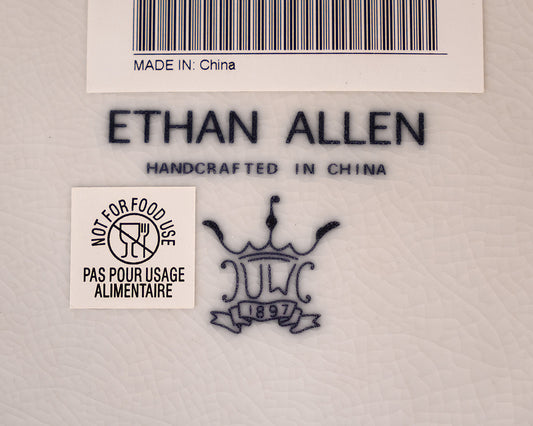 MADE IN: China
ETHAN ALLEN
HANDCRAFTED IN CHINA
NOT FOR FOOD USE
PAS POUR USAGE
ALIMENTAIRE
UWC
1897